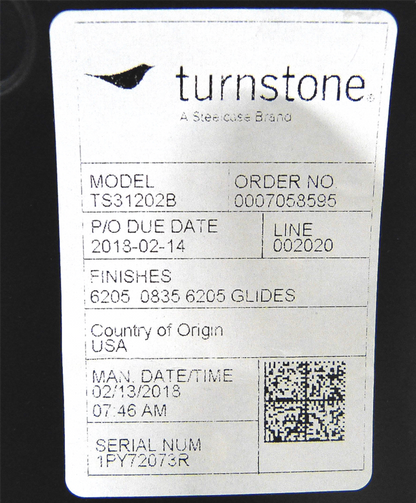 turnstone®
A Steelcase Brand
MODEL
TS31202B
ORDER NO.
0007058595
P/O DUE DATE
2018-02-14
LINE
002020
FINISHES
6205 0835 6205 GLIDES
Country of Origin
USA
MAN. DATE/TIME
02/13/2018
07:46 AM
SERIAL NUM
1PY72073R